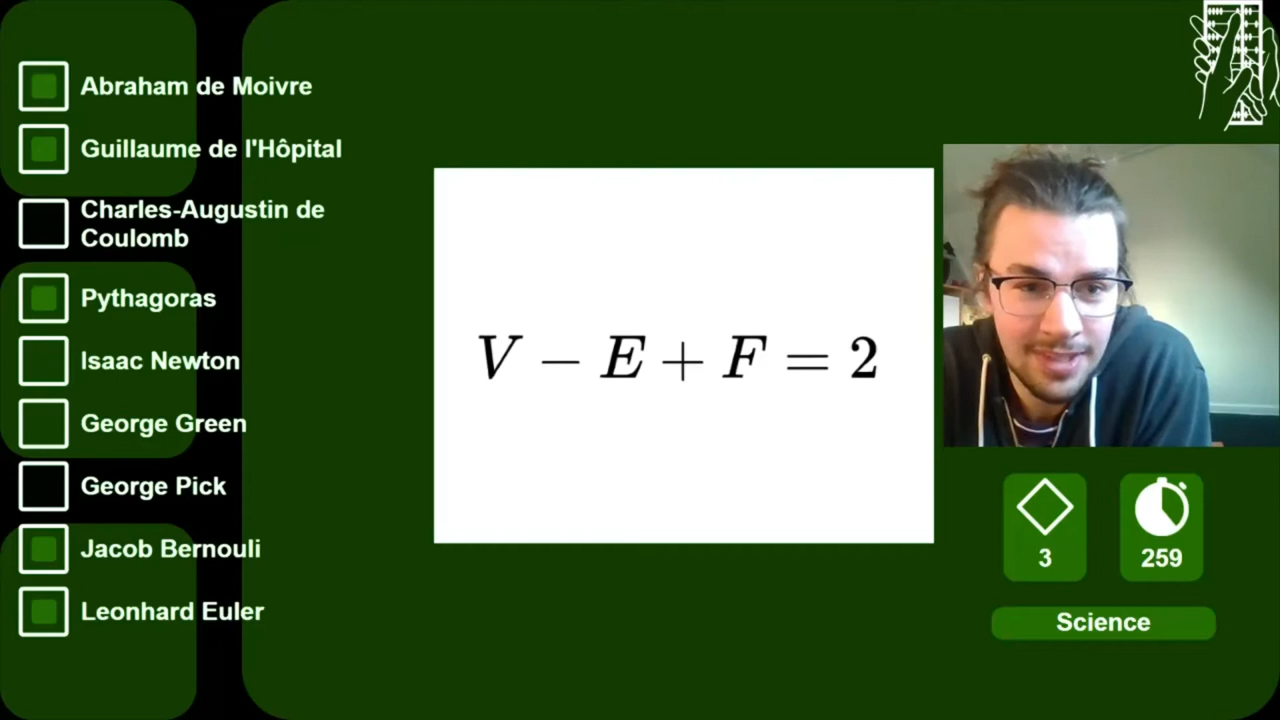 Abraham de Moivre
Guillaume de l'Hôpital
Charles-Augustin de
Coulomb
Pythagoras
Isaac Newton
George Green
George Pick
Jacob Bernouli
Leonhard Euler
V − E + F = 2
3
259
Science